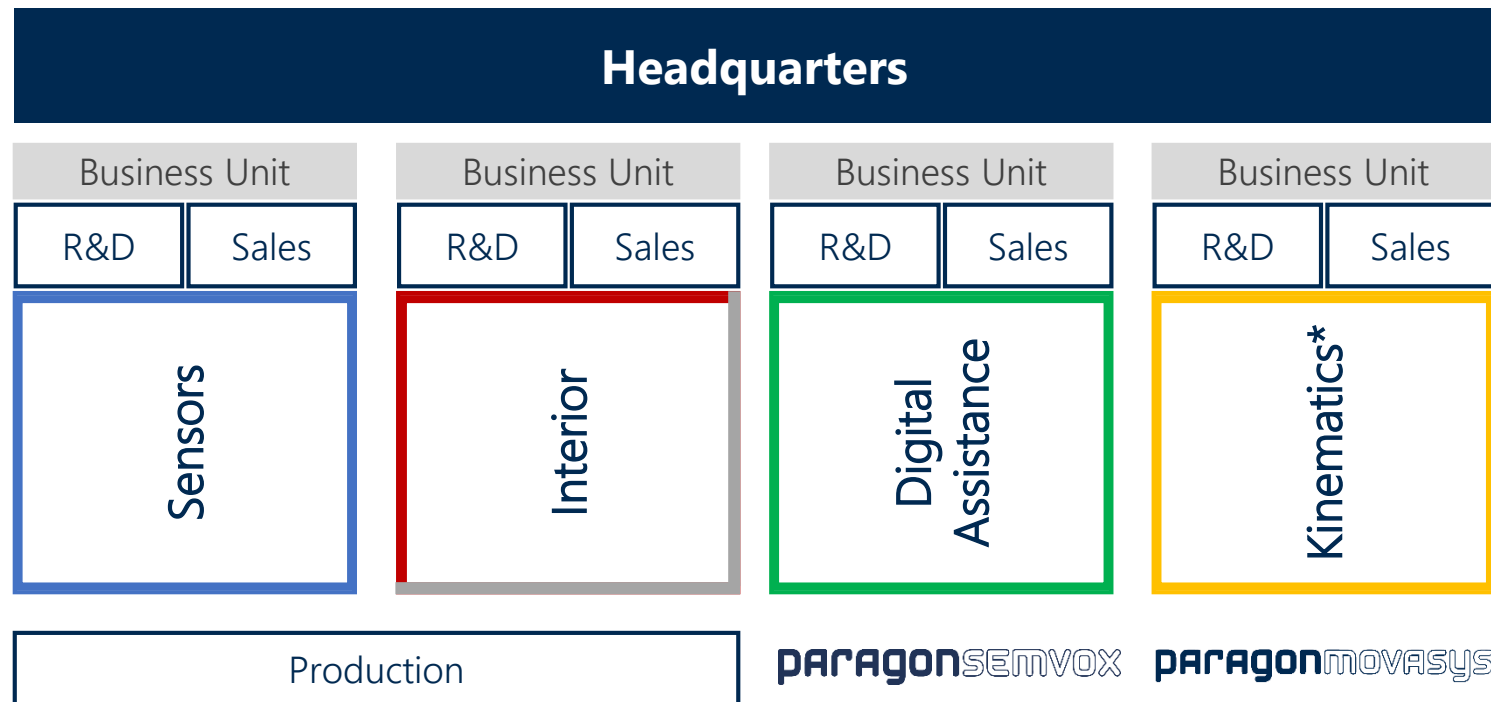 Headquarters
Business Unit
Business Unit
Business Unit
Business Unit
R&D
Sales
R&D
Sales
R&D
Sales
R&D
Sales
Sensors
Interior
Digital
Assistance
Kinematics*
Production
paragonsemvox
paragonmovasys